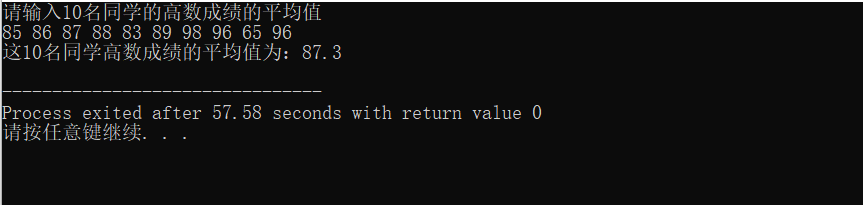 请输入10名同学的高数成绩的平均值
85 86 87 88 83 89 98 96 65 96
这10名同学高数成绩的平均值为：87.3
--------------------------------
Process exited after 57.58 seconds with return value 0
请按任意键继续. . .